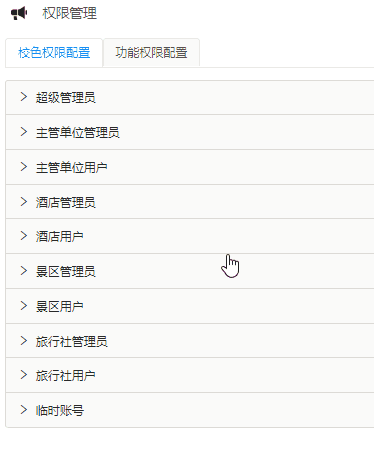 权限管理
校色权限配置
功能权限配置
超级管理员
主管单位管理员
主管单位用户
酒店管理员
酒店用户
景区管理员
景区用户
旅行社管理员
旅行社用户
临时账号